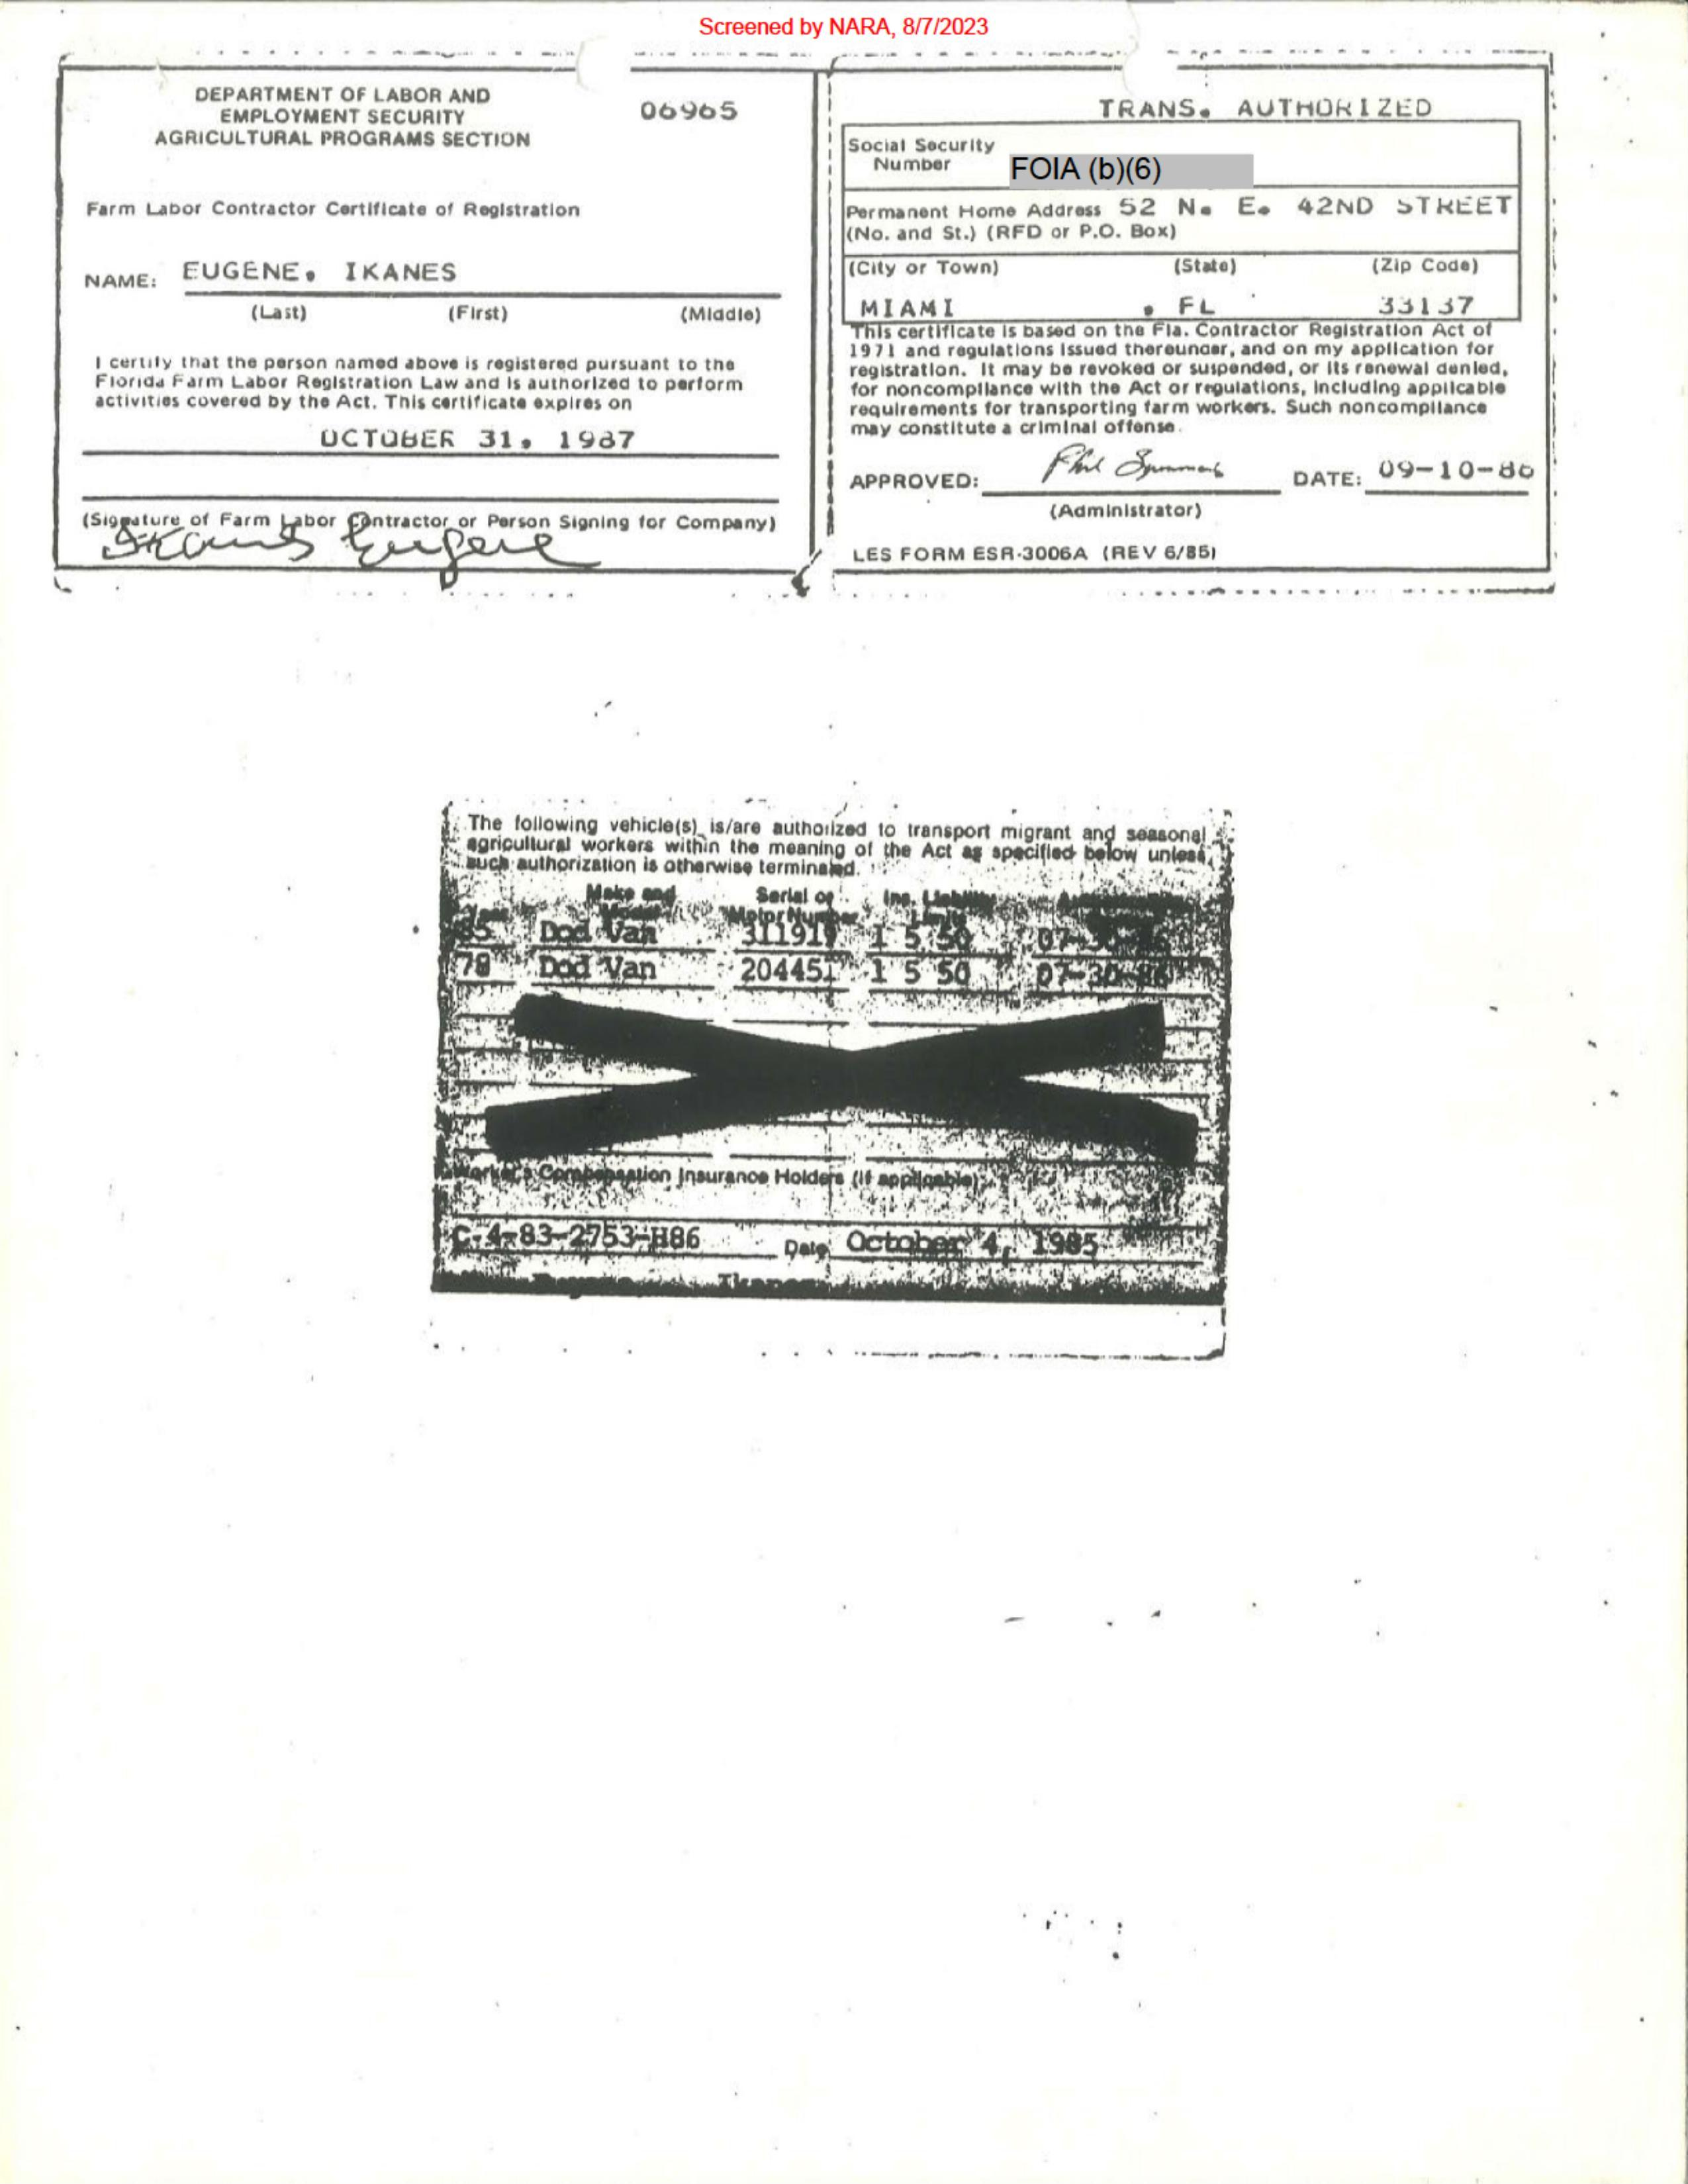 Screened by NARA, 8/7/2023
DEPARTMENT OF LABOR AND
EMPLOYMENT SECURITY
AGRICULTURAL PROGRAMS SECTION
06965
Farm Labor Contractor Certificate of Registration
NAME: EUGENE, IKANES
(Last) (First) (Middle)
I certify that the person named above is registered pursuant to the
Florida Farm Labor Registration Law and is authorized to perform
activities covered by the Act. This certificate expires on
OCTOBER 31, 1987
(Signature of Farm Labor Contractor or Person Signing for Company)
Ikanes Eugene
TRANS. AUTHORIZED
Social Security
Number FOIA (b)(6)
Permanent Home Address 52 N. E. 42ND STREET
(No. and St.) (RFD or P.O. Box)
(City or Town) (State) (Zip Code)
MIAMI , FL 33137
This certificate is based on the Fla. Contractor Registration Act of
1971 and regulations issued thereunder, and on my application for
registration. It may be revoked or suspended, or its renewal denied,
for noncompliance with the Act or regulations, including applicable
requirements for transporting farm workers. Such noncompliance
may constitute a criminal offense.
APPROVED: Phil DATE: 09-10-86
(Administrator)
LES FORM ESR-3006A (REV 6/85)
The following vehicle(s) is/are authorized to transport migrant and seasonal
agricultural workers within the meaning of the Act as specified below unless
such authorization is otherwise terminated.
Make and Serial or Ins. Liability
Year Model Motor Number Limits
85 Dod Van 311919 1 5 50 07-30-86
78 Dod Van 204451 1 5 50 07-30-86
Worker's Compensation Insurance Holders (if applicable)
C-4-83-2753-H86 Date October 4, 1985
Eugene Ikanes